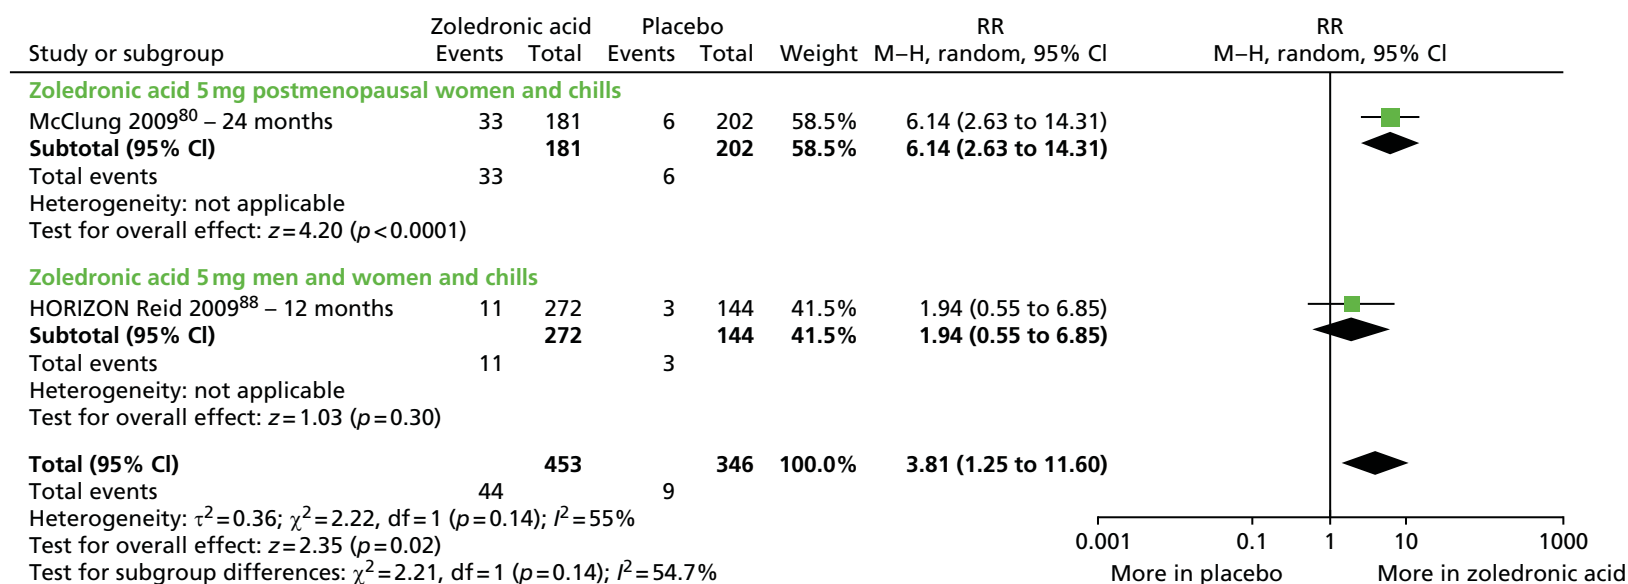 Zoledronic acid Placebo RR RR
Study or subgroup Events Total Events Total Weight M–H, random, 95% CI M–H, random, 95% CI
Zoledronic acid 5 mg postmenopausal women and chills
McClung 2009⁸⁰ – 24 months 33 181 6 202 58.5% 6.14 (2.63 to 14.31)
Subtotal (95% CI) 181 202 58.5% 6.14 (2.63 to 14.31)
Total events 33 6
Heterogeneity: not applicable
Test for overall effect: z=4.20 (p<0.0001)
Zoledronic acid 5 mg men and women and chills
HORIZON Reid 2009⁸⁸ – 12 months 11 272 3 144 41.5% 1.94 (0.55 to 6.85)
Subtotal (95% CI) 272 144 41.5% 1.94 (0.55 to 6.85)
Total events 11 3
Heterogeneity: not applicable
Test for overall effect: z=1.03 (p=0.30)
Total (95% CI) 453 346 100.0% 3.81 (1.25 to 11.60)
Total events 44 9
Heterogeneity: τ²=0.36; χ²=2.22, df=1 (p=0.14); I²=55%
Test for overall effect: z=2.35 (p=0.02)
0.001 0.1 1 10 1000
Test for subgroup differences: χ²=2.21, df=1 (p=0.14); I²=54.7%
More in placebo More in zoledronic acid